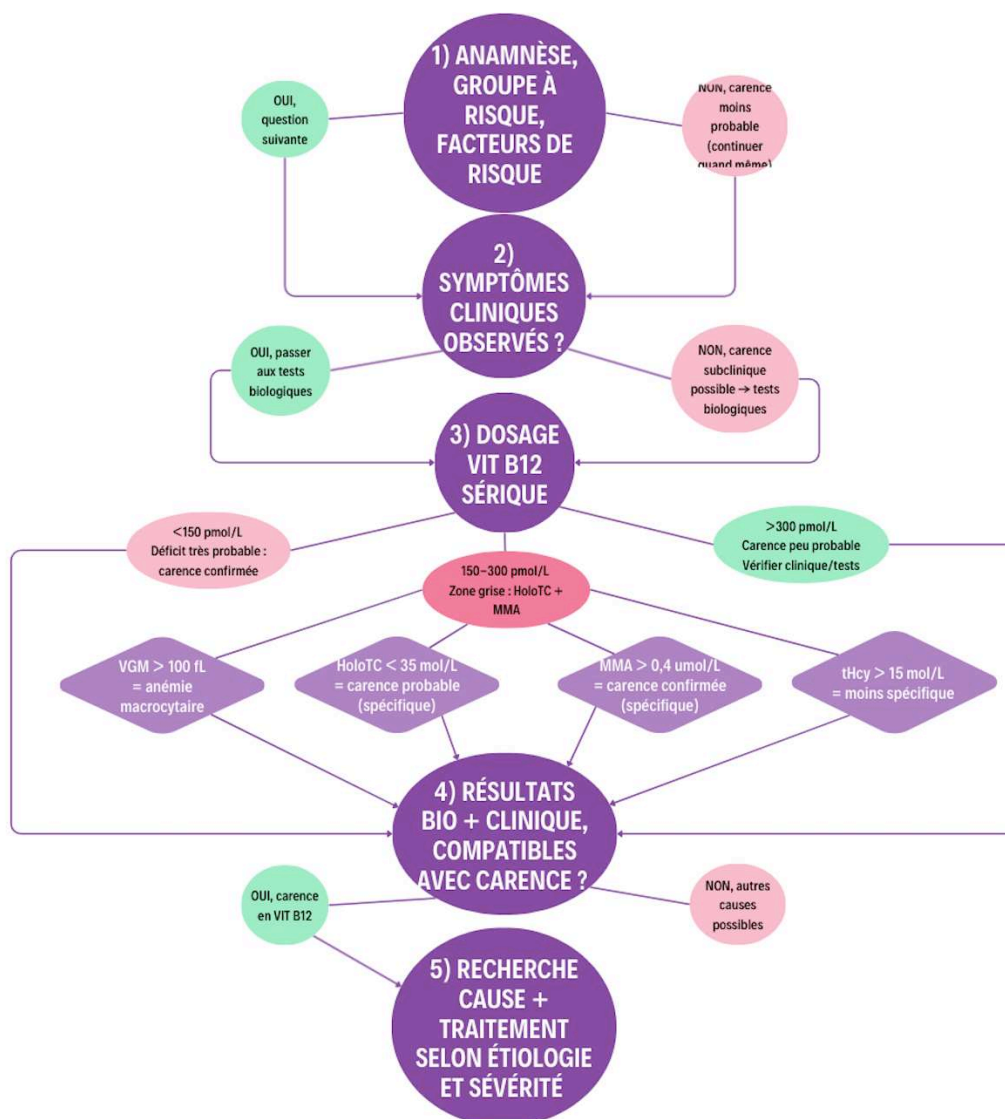 1) ANAMNÈSE,
GROUPE À
RISQUE,
FACTEURS DE
RISQUE
OUI,
question
suivante
NON, carence
moins
probable
(continuer
quand même)
2)
SYMPTÔMES
CLINIQUES
OBSERVÉS ?
OUI, passer
aux tests
biologiques
NON, carence
subclinique
possible → tests
biologiques
3) DOSAGE
VIT B12
SÉRIQUE
<150 pmol/L
Déficit très probable :
carence confirmée
150–300 pmol/L
Zone grise : HoloTC +
MMA
>300 pmol/L
Carence peu probable
Vérifier clinique/tests
VGM > 100 fL
= anémie
macrocytaire
HoloTC < 35 mol/L
= carence probable
(spécifique)
MMA > 0,4 umol/L
= carence confirmée
(spécifique)
tHcy > 15 mol/L
= moins spécifique
4) RÉSULTATS
BIO + CLINIQUE,
COMPATIBLES
AVEC CARENCE ?
OUI, carence
en VIT B12
NON, autres
causes
possibles
5) RECHERCHE
CAUSE +
TRAITEMENT
SELON ÉTIOLOGIE
ET SÉVÉRITÉ